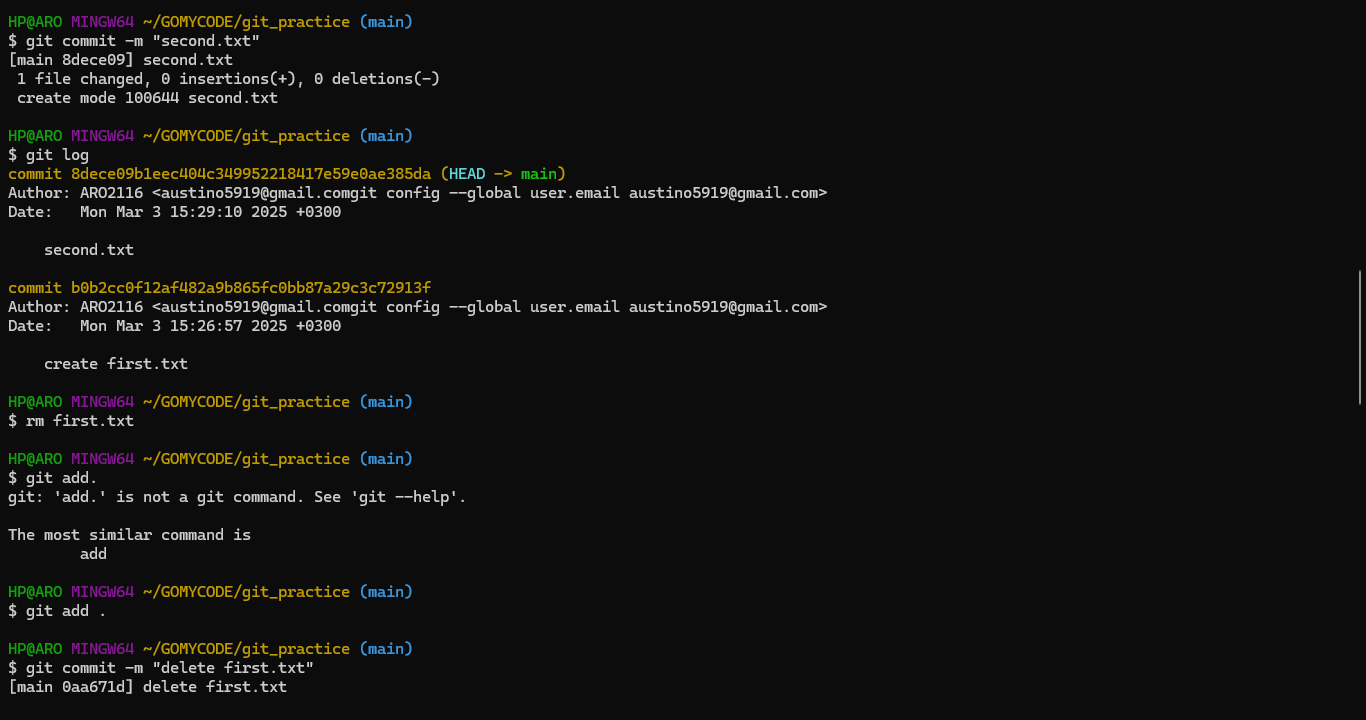 HP@ARO MINGW64 ~/GOMYCODE/git_practice (main)
$ git commit -m "second.txt"
[main 8dece09] second.txt
 1 file changed, 0 insertions(+), 0 deletions(-)
 create mode 100644 second.txt

HP@ARO MINGW64 ~/GOMYCODE/git_practice (main)
$ git log
commit 8dece09b1eec404c349952218417e59e0ae385da (HEAD -> main)
Author: ARO2116 <austino5919@gmail.comgit config --global user.email austino5919@gmail.com>
Date:   Mon Mar 3 15:29:10 2025 +0300

    second.txt

commit b0b2cc0f12af482a9b865fc0bb87a29c3c72913f
Author: ARO2116 <austino5919@gmail.comgit config --global user.email austino5919@gmail.com>
Date:   Mon Mar 3 15:26:57 2025 +0300

    create first.txt

HP@ARO MINGW64 ~/GOMYCODE/git_practice (main)
$ rm first.txt

HP@ARO MINGW64 ~/GOMYCODE/git_practice (main)
$ git add.
git: 'add.' is not a git command. See 'git --help'.

The most similar command is
        add

HP@ARO MINGW64 ~/GOMYCODE/git_practice (main)
$ git add .

HP@ARO MINGW64 ~/GOMYCODE/git_practice (main)
$ git commit -m "delete first.txt"
[main 0aa671d] delete first.txt